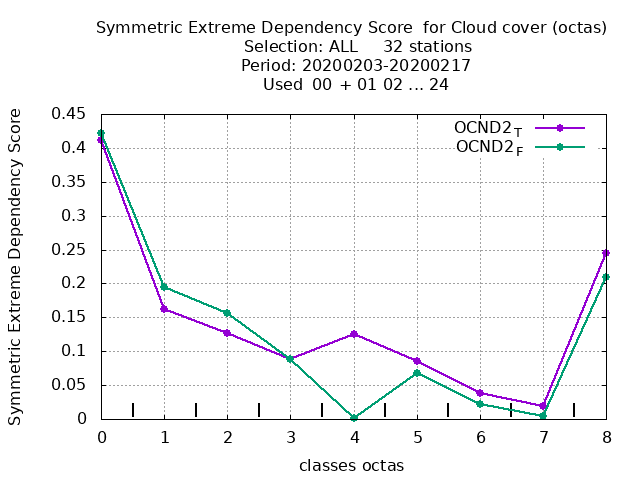 Symmetric Extreme Dependency Score  for Cloud cover (octas)
Selection: ALL     32 stations
Period: 20200203-20200217
Used  00 + 01 02 ... 24
Symmetric Extreme Dependency Score
0.45
0.4
0.35
0.3
0.25
0.2
0.15
0.1
0.05
0
OCND2T
OCND2F
0 1 2 3 4 5 6 7 8
classes octas